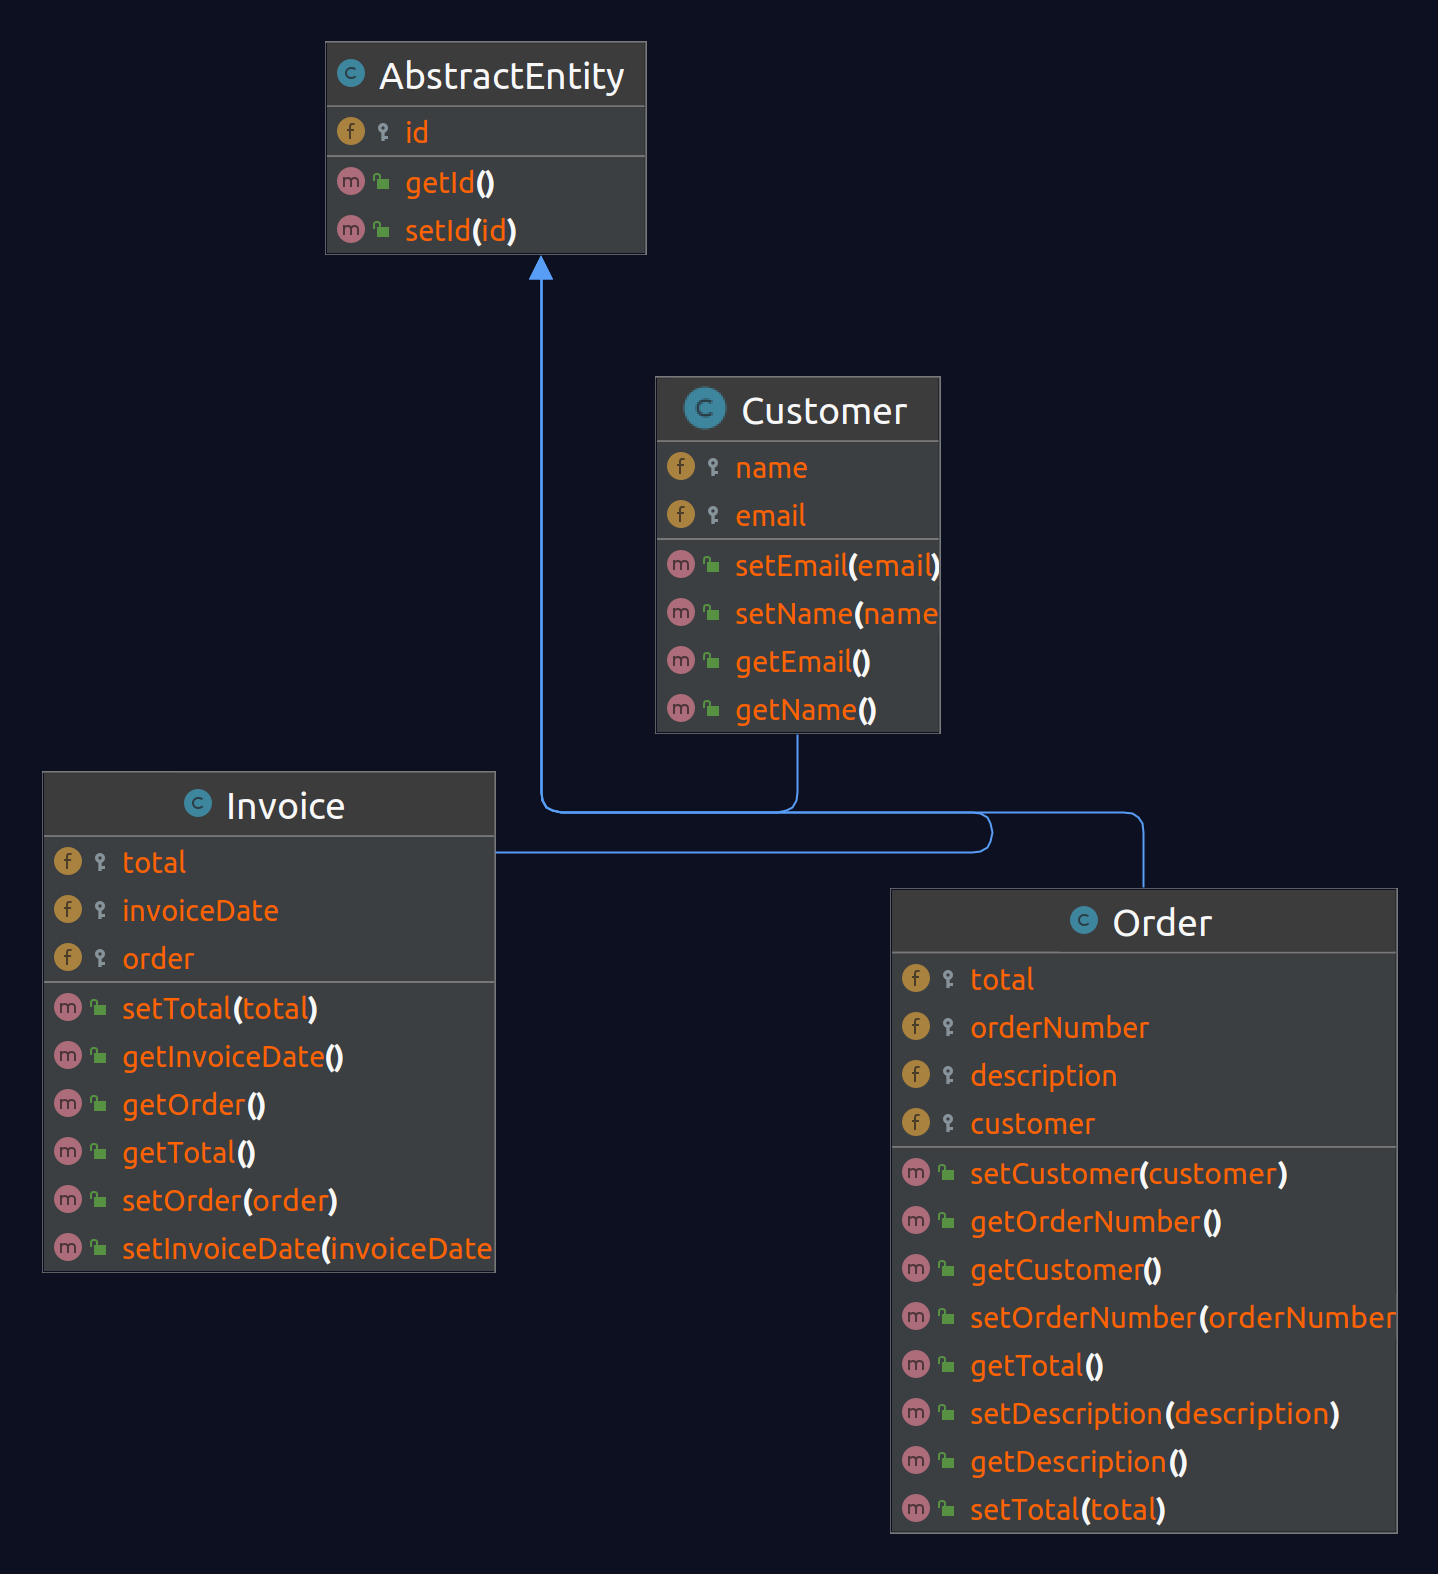 AbstractEntity
id
getId()
setId(id)
Customer
name
email
setEmail(email)
setName(name
getEmail()
getName()
Invoice
total
invoiceDate
order
setTotal(total)
getInvoiceDate()
getOrder()
getTotal()
setOrder(order)
setInvoiceDate(invoiceDate
Order
total
orderNumber
description
customer
setCustomer(customer)
getOrderNumber()
getCustomer()
setOrderNumber(orderNumber
getTotal()
setDescription(description)
getDescription()
setTotal(total)